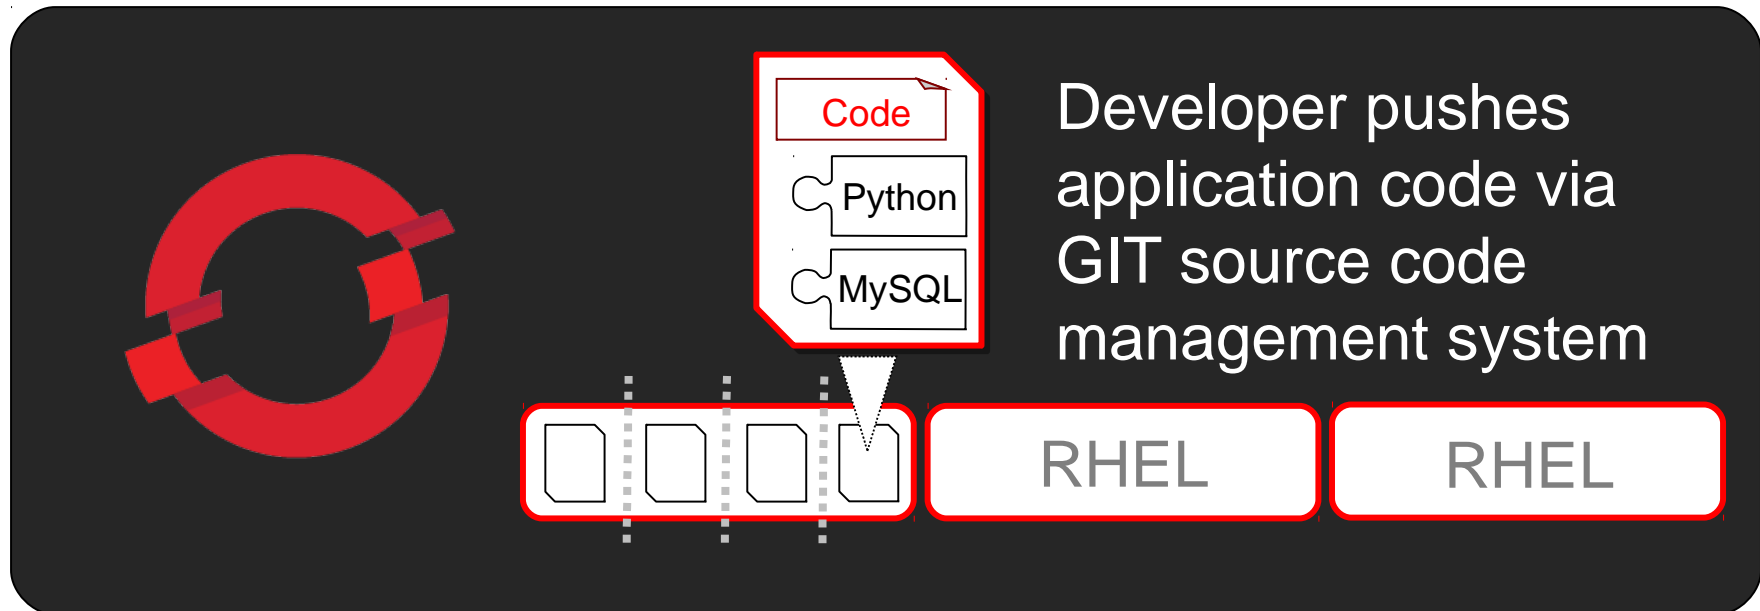 Code
Python
MySQL
Developer pushes
application code via
GIT source code
management system
RHEL
RHEL